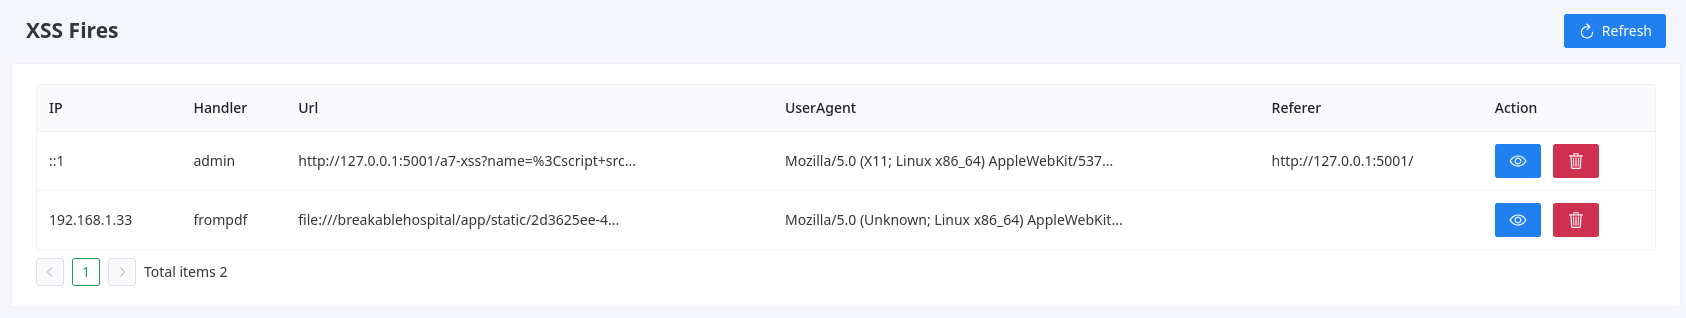 XSS Fires
Refresh
IP Handler Url UserAgent Referer Action
::1 admin http://127.0.0.1:5001/a7-xss?name=%3Cscript+src... Mozilla/5.0 (X11; Linux x86_64) AppleWebKit/537... http://127.0.0.1:5001/
192.168.1.33 frompdf file:///breakablehospital/app/static/2d3625ee-4... Mozilla/5.0 (Unknown; Linux x86_64) AppleWebKit...
1 Total items 2